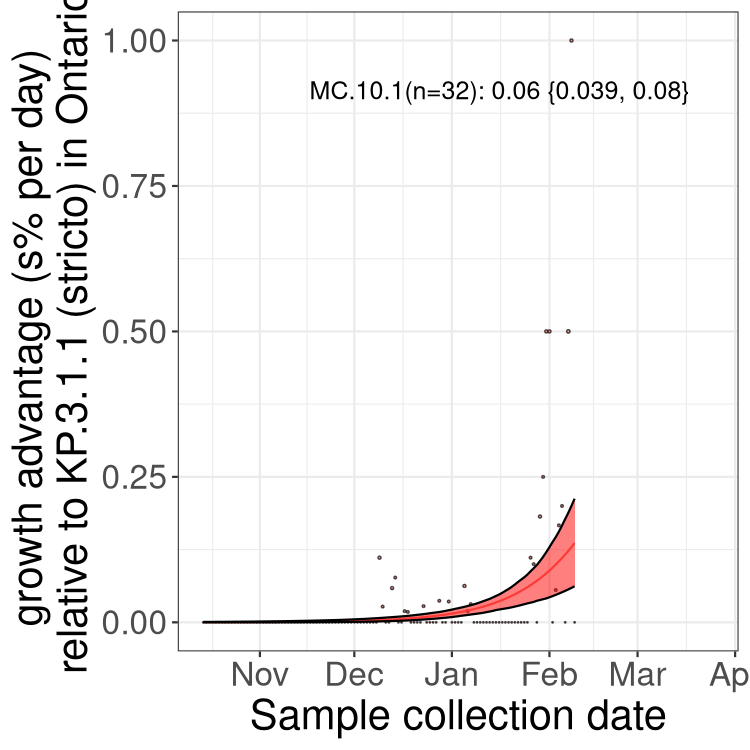 growth advantage (s% per day)
relative to KP.3.1.1 (stricto) in Ontario
1.00
0.75
0.50
0.25
0.00
MC.10.1(n=32): 0.06 {0.039, 0.08}
Nov Dec Jan Feb Mar Ap
Sample collection date